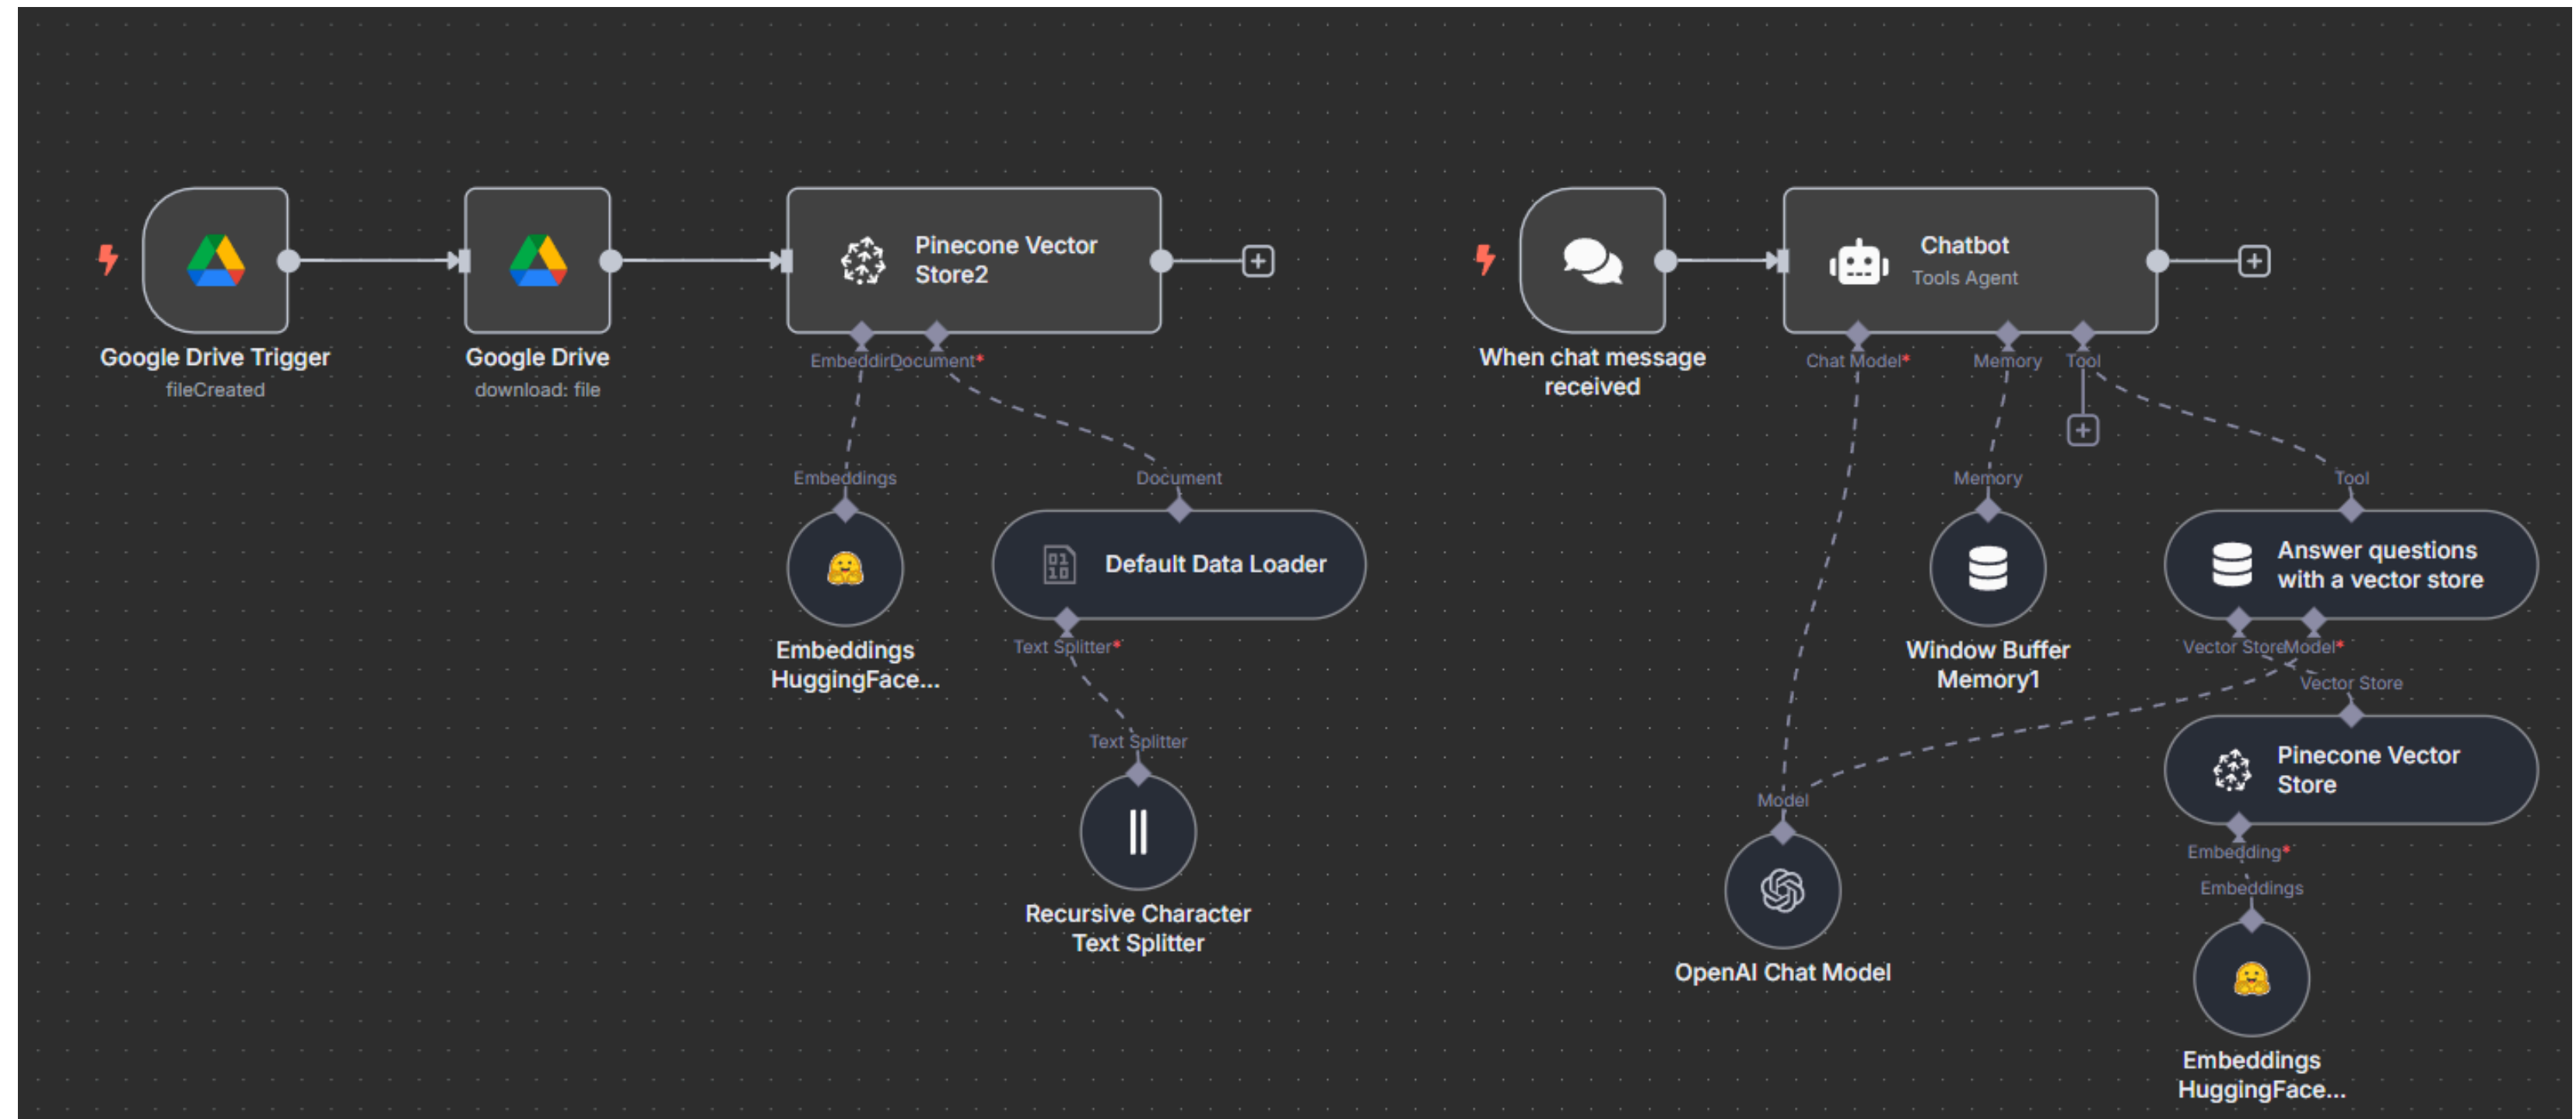 Google Drive Trigger
fileCreated
Google Drive
download: file
Pinecone Vector
Store2
Document*
Embeddings
Embeddings
HuggingFace...
Document
Default Data Loader
Text Splitter*
Text Splitter
Recursive Character
Text Splitter
When chat message
received
Chatbot
Tools Agent
Chat Model*
Memory
Tool
Memory
Window Buffer
Memory1
Tool
Answer questions
with a vector store
Vector Store
Model*
Vector Store
Pinecone Vector
Store
Embedding*
Embeddings
Embeddings
HuggingFace...
Model
OpenAI Chat Model